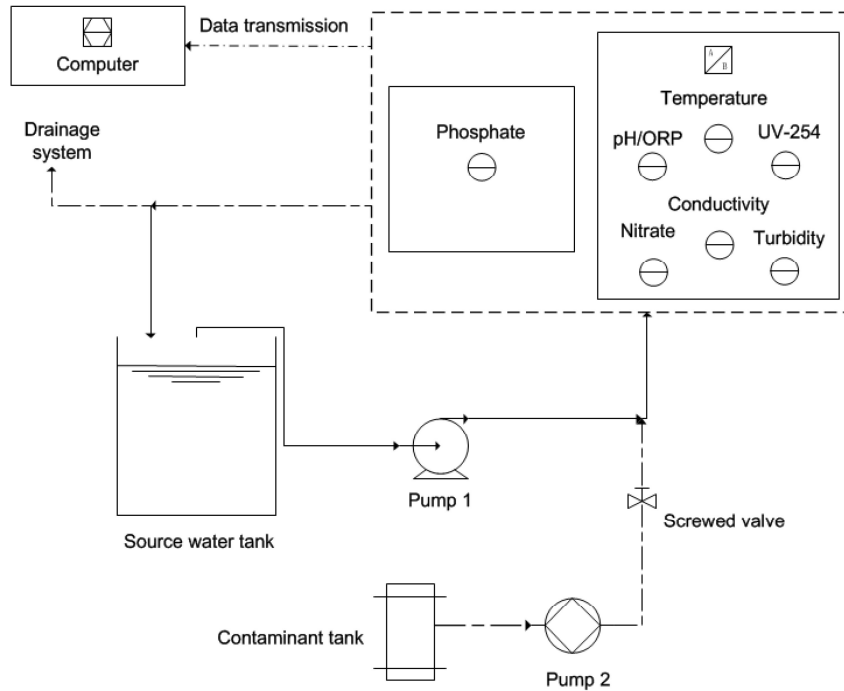 Data transmission
Computer
A
B
Temperature
Phosphate
pH/ORP
UV-254
Drainage
system
Conductivity
Nitrate
Turbidity
Pump 1
Screwed valve
Source water tank
Contaminant tank
Pump 2